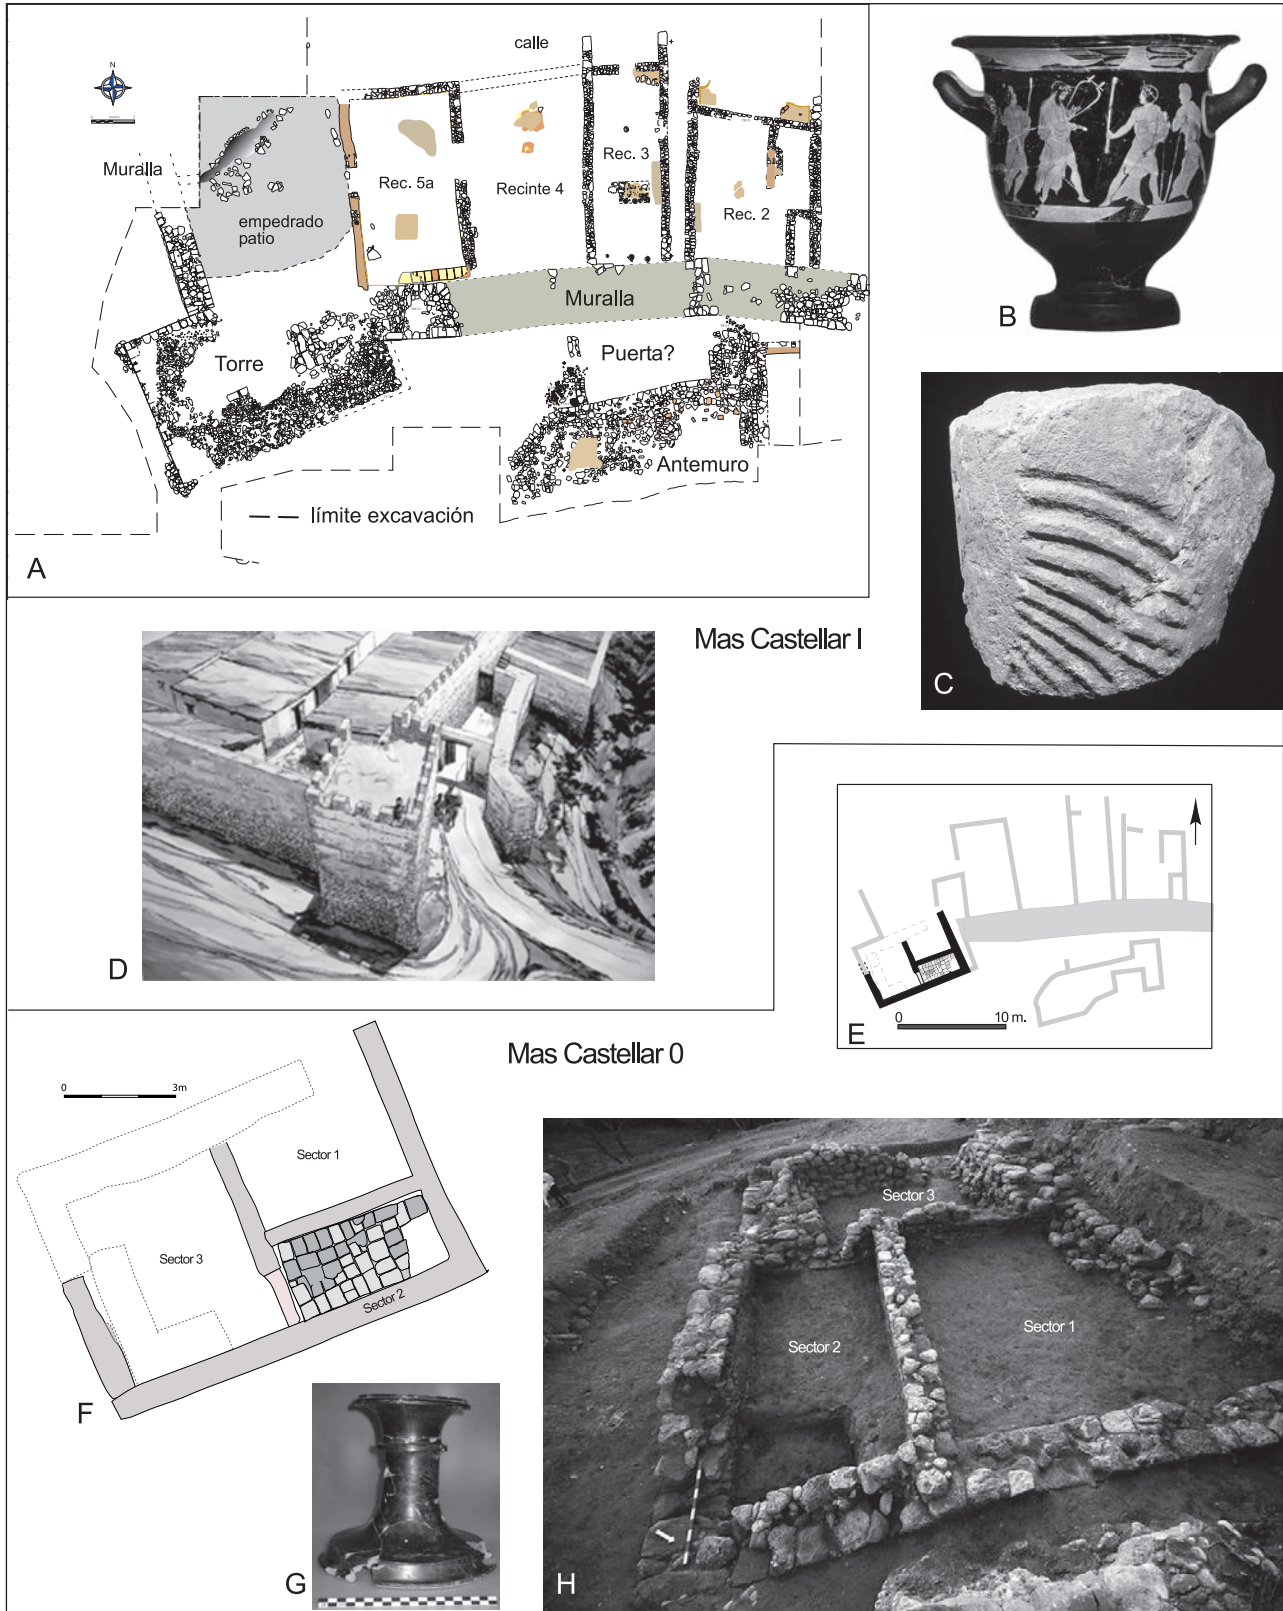 calle
N
Muralla
Rec. 5a
Recinte 4
Rec. 3
Rec. 2
empedrado
patio
Muralla
Torre
Puerta?
Antemuro
límite excavación
A
B
C
Mas Castellar I
D
E
0
10 m.
Mas Castellar 0
0
3m
Sector 1
Sector 3
Sector 2
F
G
Sector 3
Sector 2
Sector 1
H